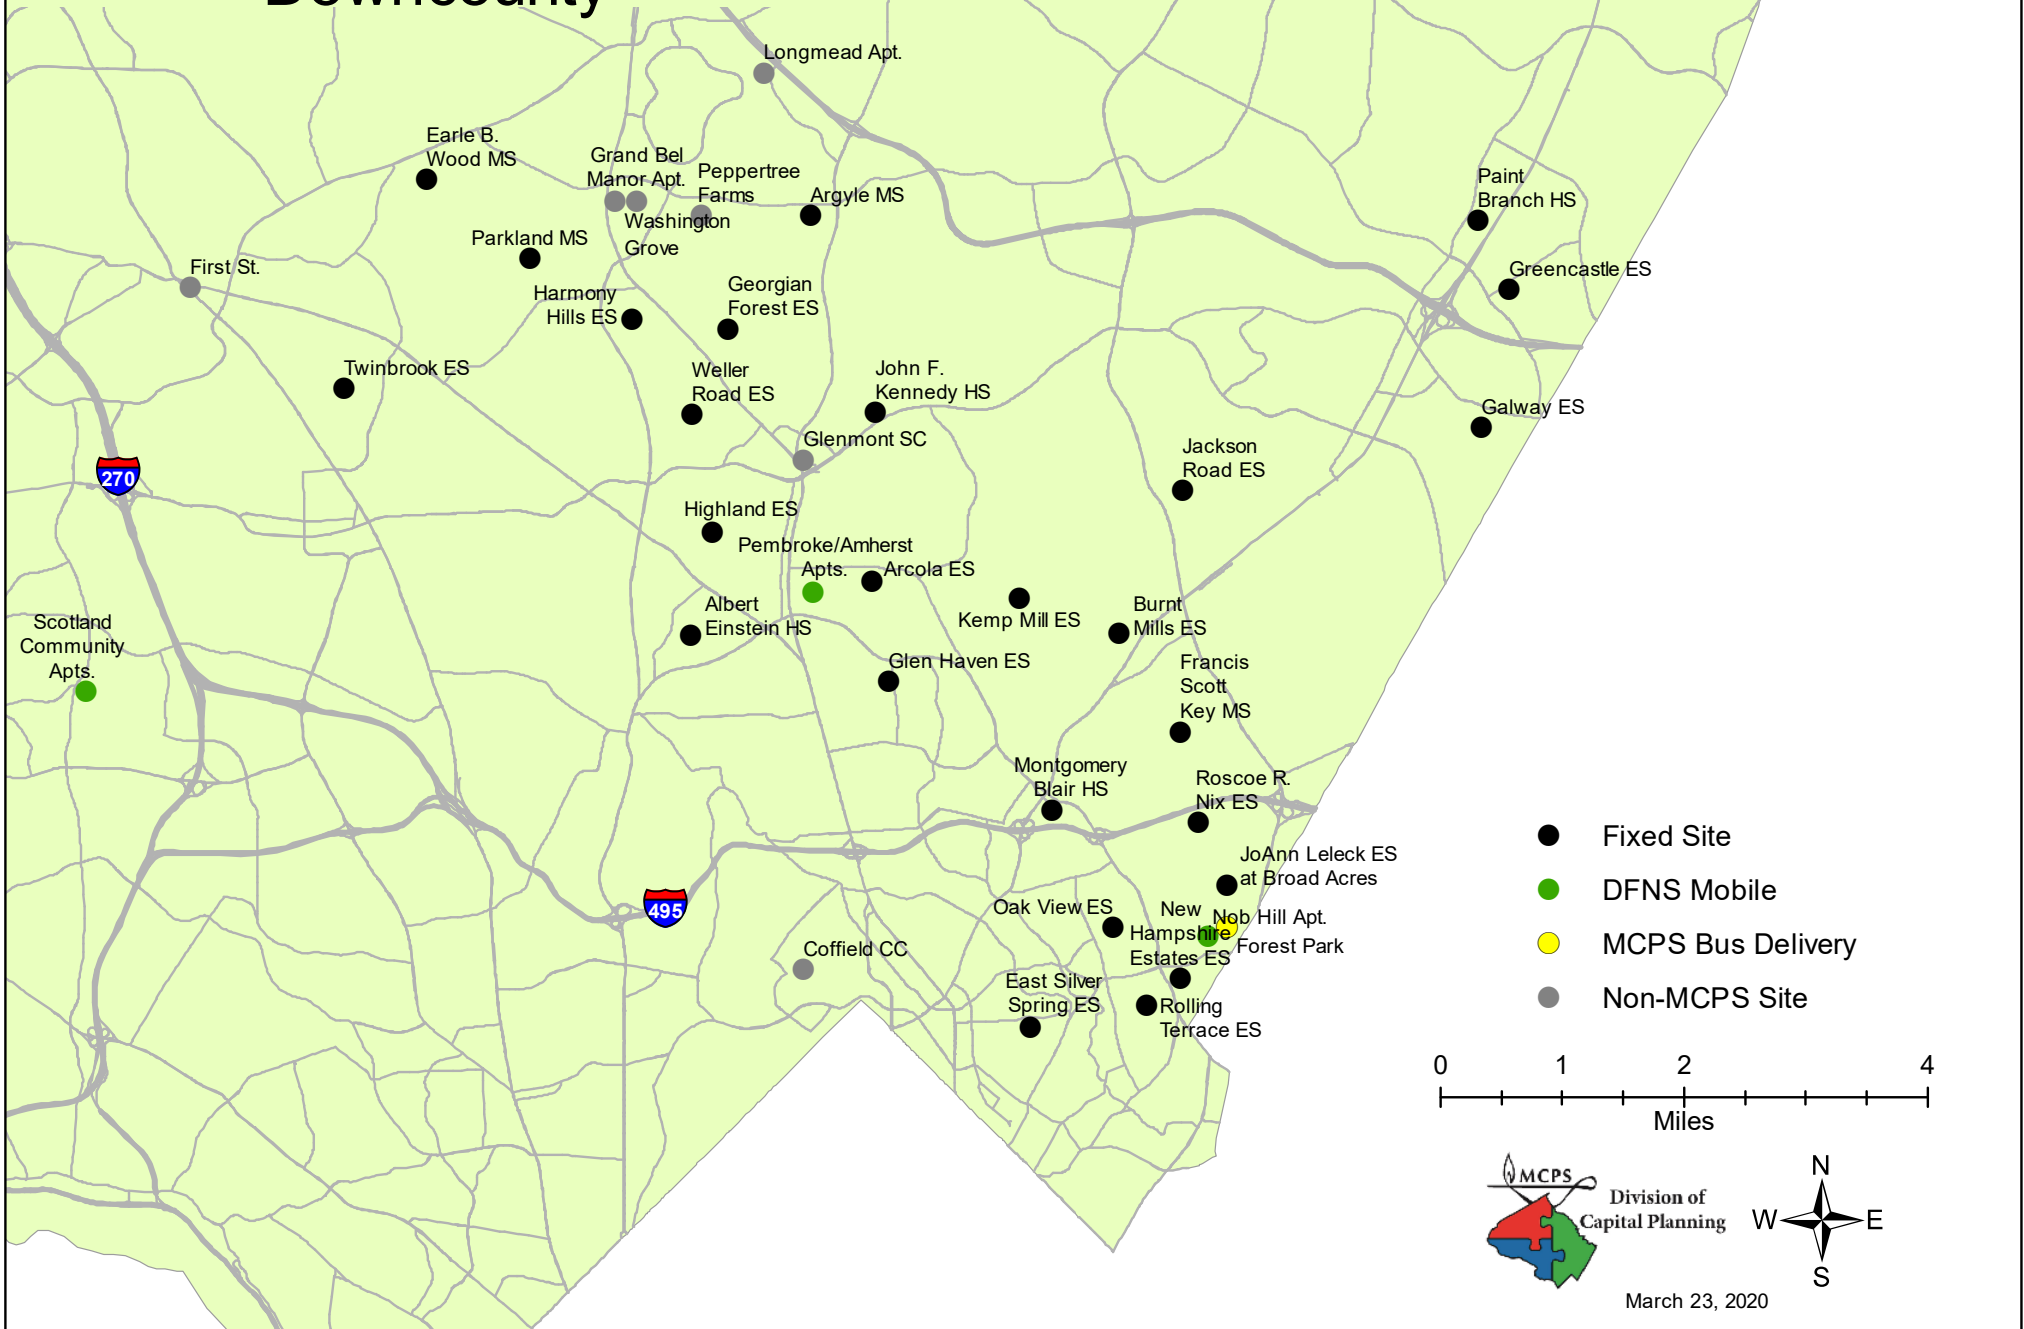 Downcounty
Longmead Apt.
Earle B.
Wood MS
Grand Bel
Manor Apt.
Peppertree
Farms
Argyle MS
Washington
Grove
Paint
Branch HS
Parkland MS
First St.
Greencastle ES
Georgian
Forest ES
Harmony
Hills ES
Twinbrook ES
Weller
Road ES
John F.
Kennedy HS
Galway ES
Glenmont SC
Jackson
Road ES
270
Highland ES
Pembroke/Amherst
Apts.
Arcola ES
Albert
Einstein HS
Kemp Mill ES
Burnt
Mills ES
Scotland
Community
Apts.
Glen Haven ES
Francis
Scott
Key MS
Montgomery
Blair HS
Roscoe R.
Nix ES
JoAnn Leleck ES
at Broad Acres
495
Oak View ES
New
Hampshire
Estates ES
Nob Hill Apt.
Forest Park
Coffield CC
East Silver
Spring ES
Rolling
Terrace ES
Fixed Site
DFNS Mobile
MCPS Bus Delivery
Non-MCPS Site
0 1 2 4
Miles
MCPS
Division of
Capital Planning
N
W E
S
March 23, 2020